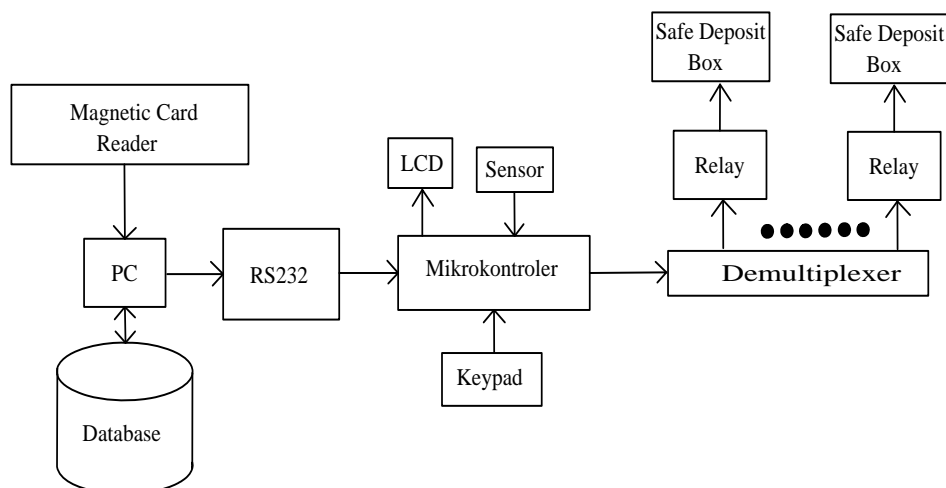 Safe Deposit
Box
Safe Deposit
Box
Magnetic Card
Reader
LCD
Sensor
Relay
Relay
PC
RS232
Mikrokontroler
Demultiplexer
Keypad
Database